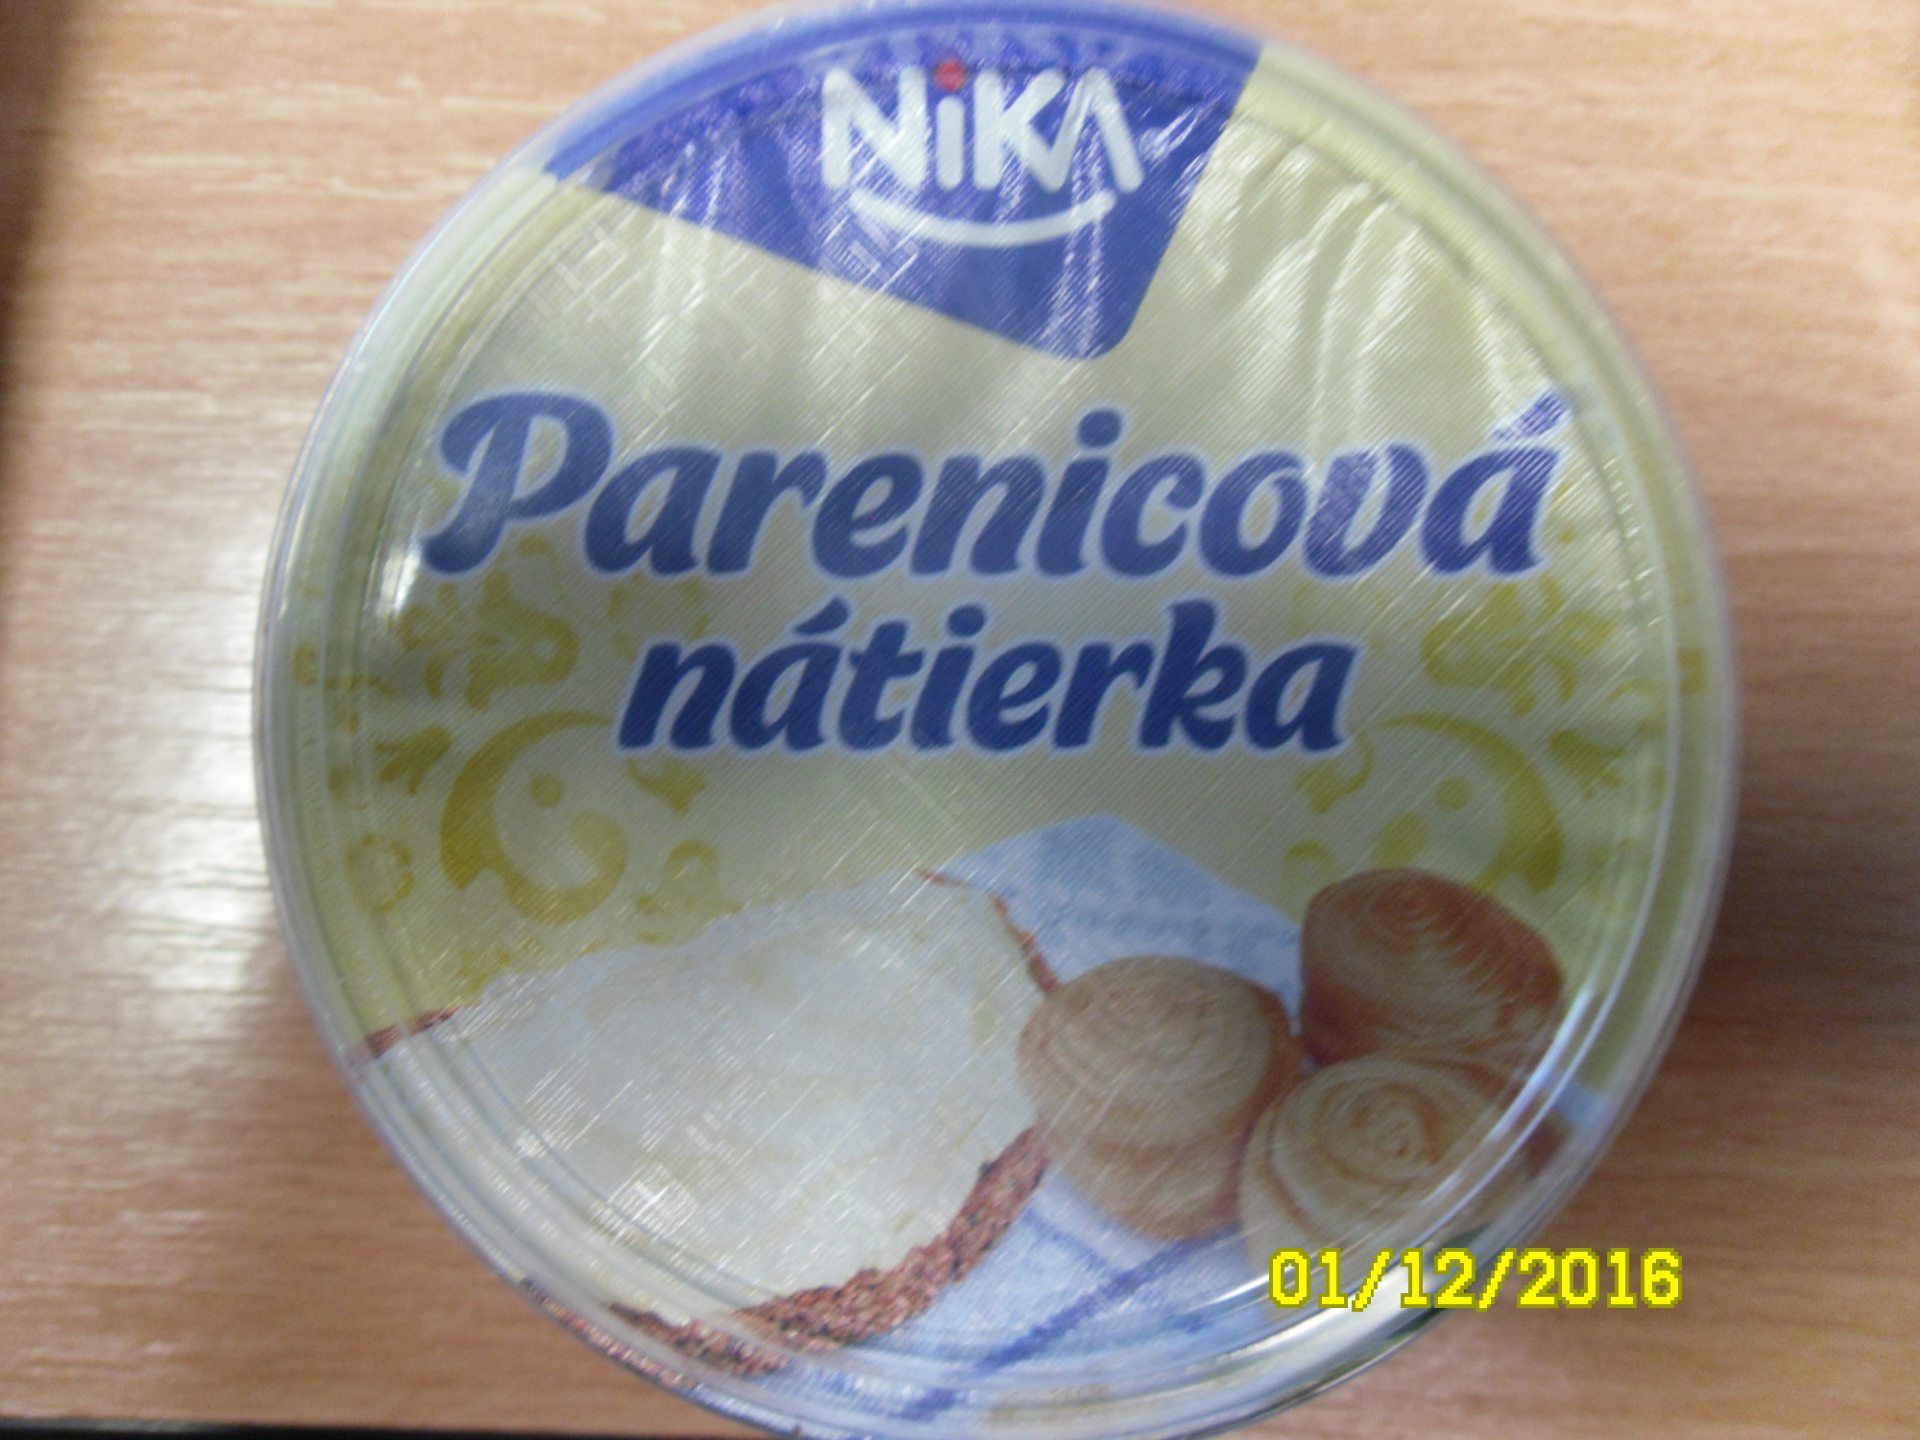 NiKA
Parenicová
nátierka
01/12/2016